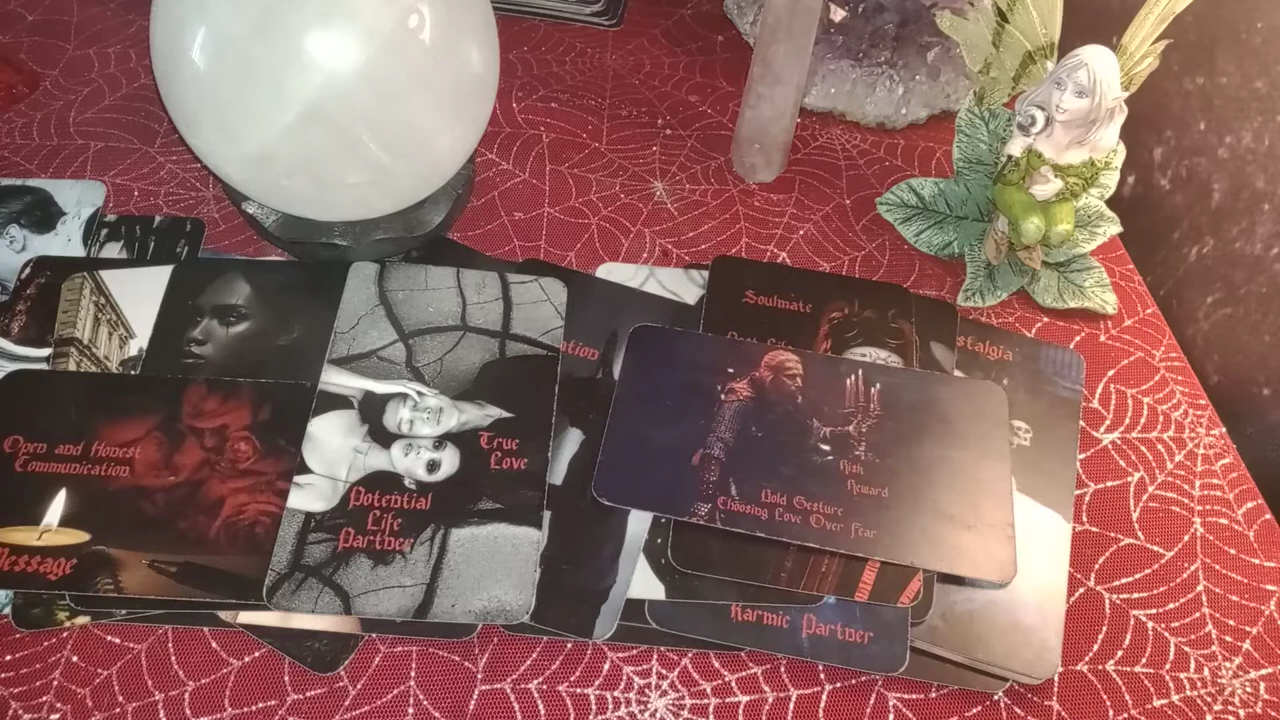 Open and Honest
Communication
Message
True
Love
Potential
Life
Partner
Soulmate
Risk
Reward
Bold Gesture
Choosing Love Over Fear
Karmic Partner